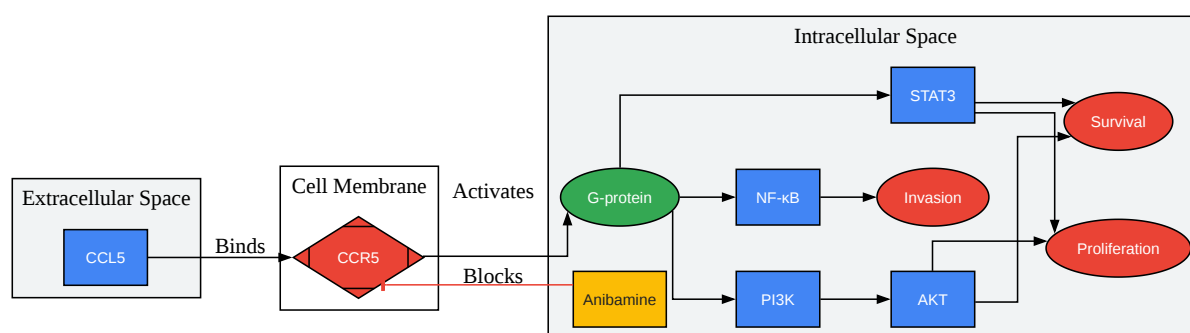 Intracellular Space
STAT3
Survival
Extracellular Space
Cell Membrane
Activates
G-protein
NF-κB
Invasion
CCL5
Binds
CCR5
Blocks
Anibamine
PI3K
AKT
Proliferation